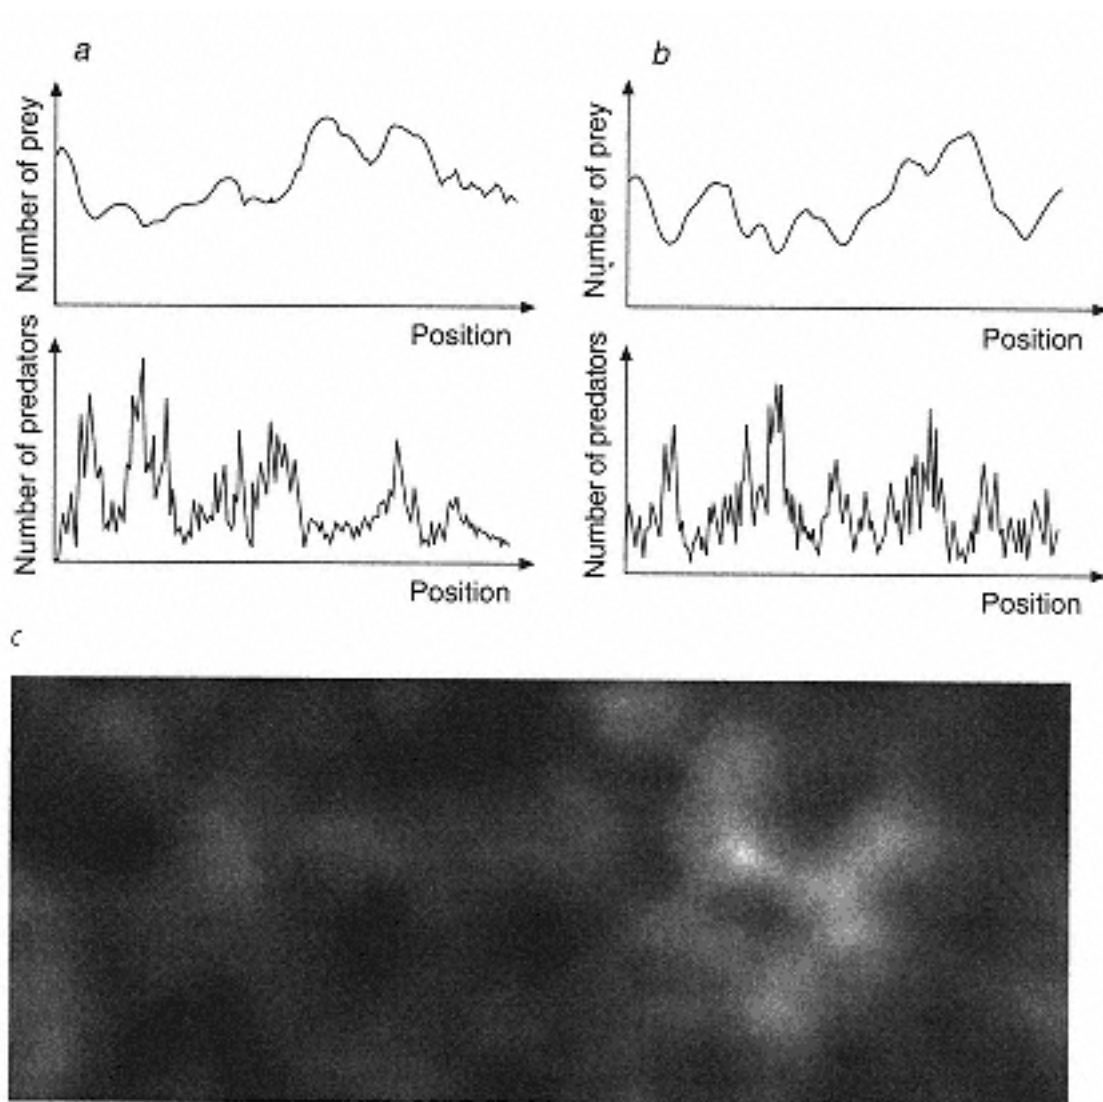 a
Number of prey
Position
Number of predators
Position
b
Number of prey
Position
Number of predators
Position
c